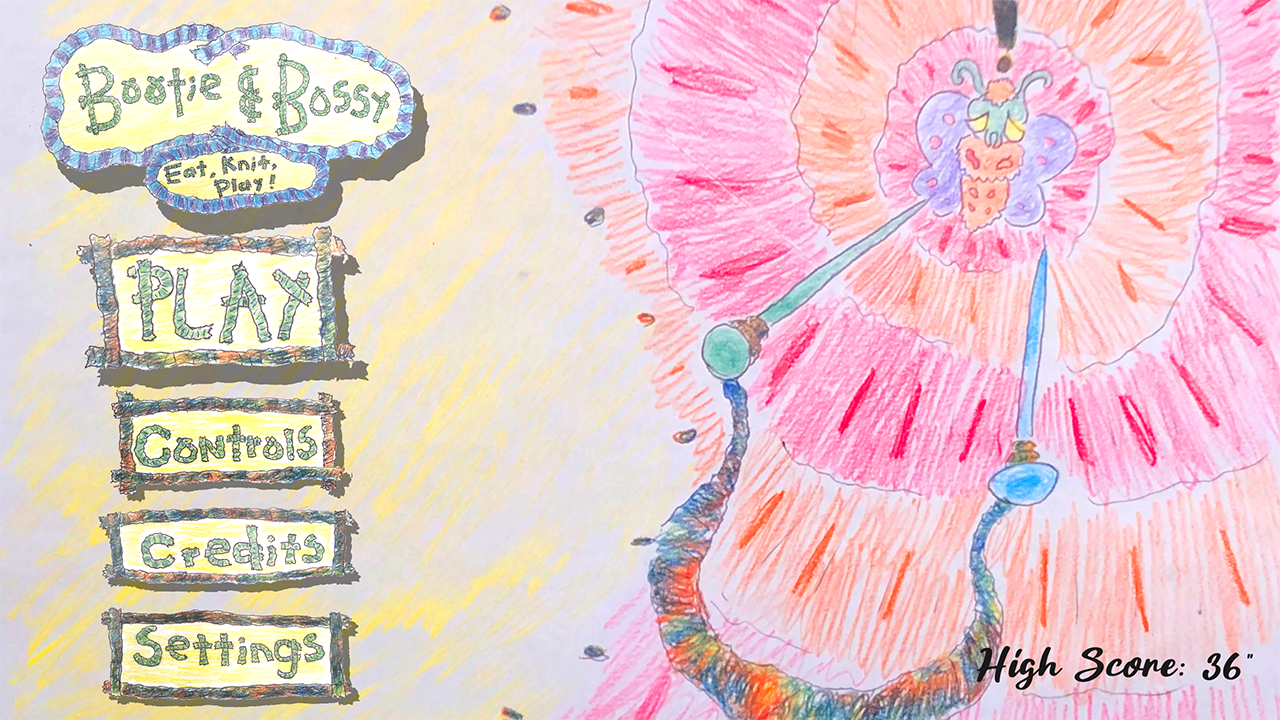 Bootie & Bossy
Eat, Knit,
Play!
PLAY
Controls
Credits
Settings
High Score: 36"